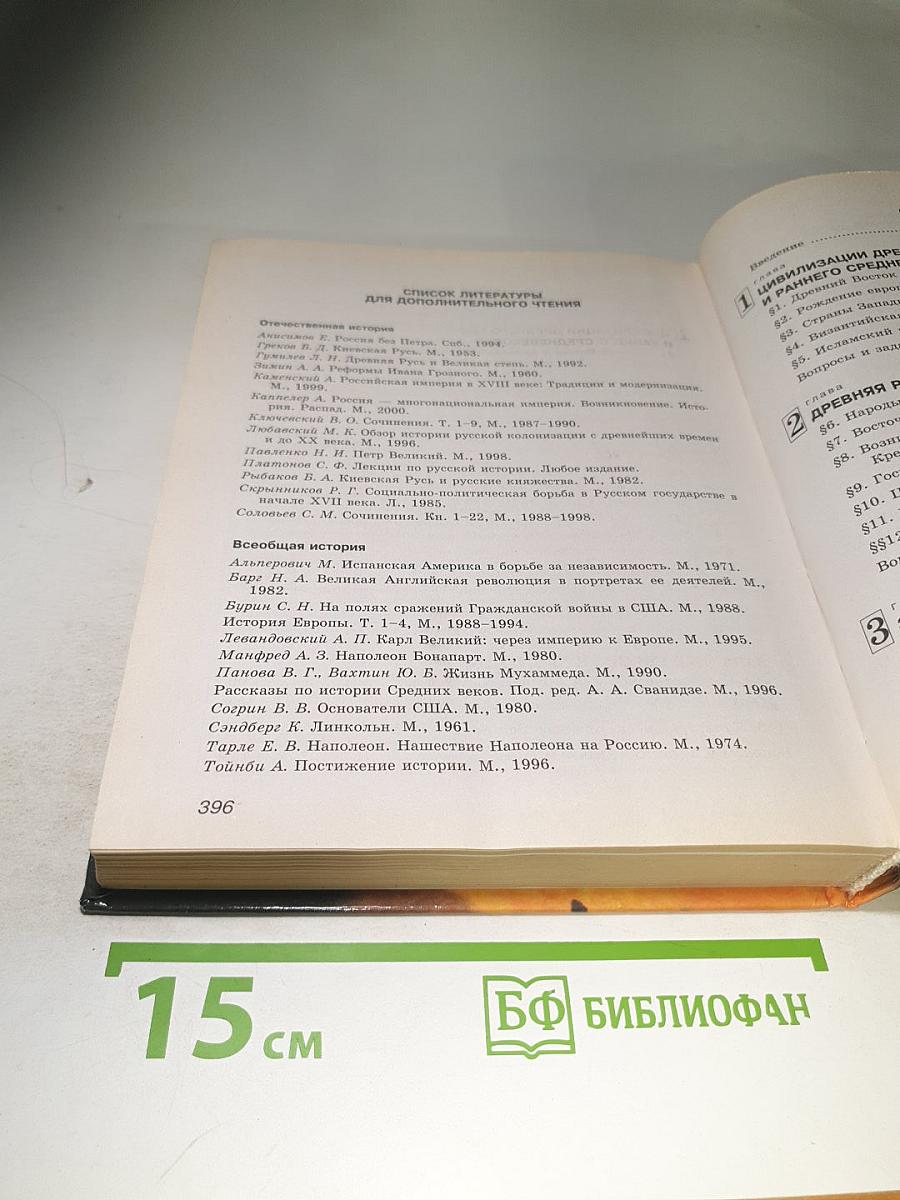 СПИСОК ЛИТЕРАТУРЫ
ДЛЯ ДОПОЛНИТЕЛЬНОГО ЧТЕНИЯ
Отечественная история
Анисимов Е. Россия без Петра. Спб., 1994.
Греков Б. Д. Киевская Русь. М., 1953.
Гумилев Л. Н. Древняя Русь и Великая степь. М., 1992.
Зимин А. А. Реформы Ивана Грозного. М., 1960.
Каменский А. Российская империя в XVIII веке: Традиции и модернизация.
М., 1999.
Каппелер А. Россия — многонациональная империя. Возникновение. Исто-
рия. Распад. М., 2000.
Ключевский В. О. Сочинения. Т. 1–9, М., 1987–1990.
Любавский М. К. Обзор истории русской колонизации с древнейших времен
и до XX века. М., 1996.
Павленко Н. И. Петр Великий. М., 1998.
Платонов С. Ф. Лекции по русской истории. Любое издание.
Рыбаков Б. А. Киевская Русь и русские княжества. М., 1982.
Скрынников Р. Г. Социально-политическая борьба в Русском государстве в
начале XVII века. Л., 1985.
Соловьев С. М. Сочинения. Кн. 1–22, М., 1988–1998.
Всеобщая история
Альперович М. Испанская Америка в борьбе за независимость. М., 1971.
Барг Н. А. Великая Английская революция в портретах ее деятелей. М.,
1982.
Бурин С. Н. На полях сражений Гражданской войны в США. М., 1988.
История Европы. Т. 1–4, М., 1988–1994.
Левандовский А. П. Карл Великий: через империю к Европе. М., 1995.
Манфред А. З. Наполеон Бонапарт. М., 1980.
Панова В. Г., Вахтин Ю. Б. Жизнь Мухаммеда. М., 1990.
Рассказы по истории Средних веков. Под. ред. А. А. Сванидзе. М., 1996.
Согрин В. В. Основатели США. М., 1980.
Сэндберг К. Линкольн. М., 1961.
Тарле Е. В. Наполеон. Нашествие Наполеона на Россию. М., 1974.
Тойнби А. Постижение истории. М., 1996.
396
Введение
глава
1 ЦИВИЛИЗАЦИИ ДРЕ
И РАННЕГО СРЕДНЕ
§1. Древний Восток
§2. Рождение евро
§3. Страны Запад
§4. Византийска
§5. Исламский
Вопросы и зад
глава
2 ДРЕВНЯЯ Р
§6. Народы
§7. Восточ
§8. Возни
Кре
§9. Гос
§10. П
§11.
§§12
Воп
3
15 см
БФ БИБЛИОФАН